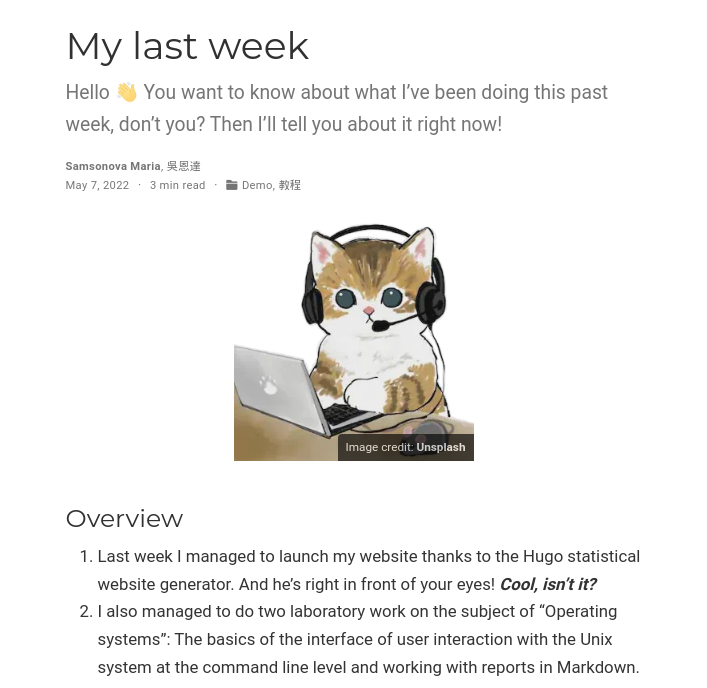 My last week
Hello 👋 You want to know about what I’ve been doing this past
week, don’t you? Then I’ll tell you about it right now!
Samsonova Maria, 吳恩達
May 7, 2022 · 3 min read · Demo, 教程
Image credit: Unsplash
Overview
1. Last week I managed to launch my website thanks to the Hugo statistical
website generator. And he’s right in front of your eyes! Cool, isn’t it?
2. I also managed to do two laboratory work on the subject of “Operating
systems”: The basics of the interface of user interaction with the Unix
system at the command line level and working with reports in Markdown.